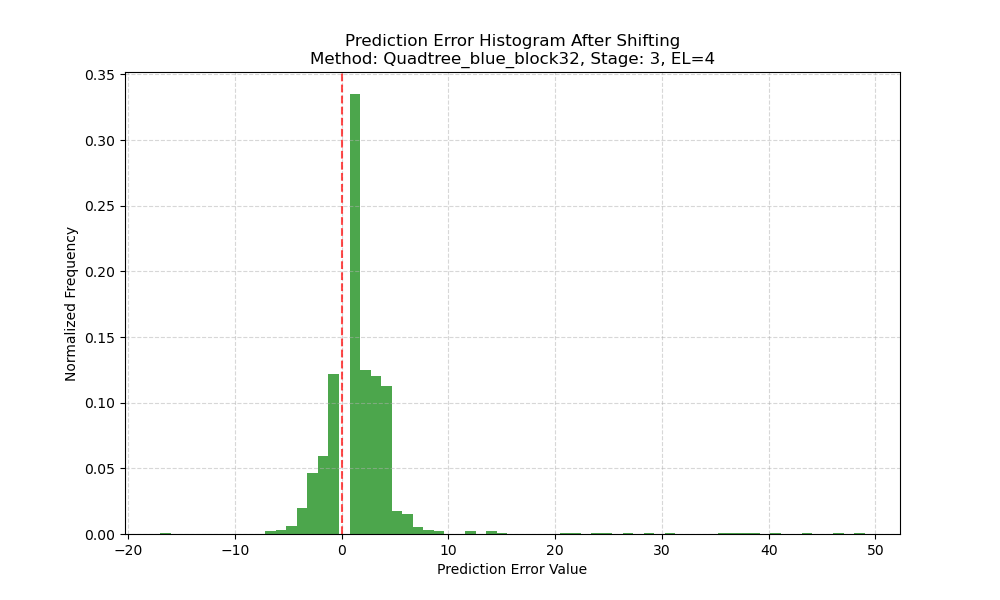 Prediction Error Histogram After Shifting
Method: Quadtree_blue_block32, Stage: 3, EL=4
0.35
0.30
0.25
0.20
0.15
0.10
0.05
0.00
Normalized Frequency
−20 −10 0 10 20 30 40 50
Prediction Error Value